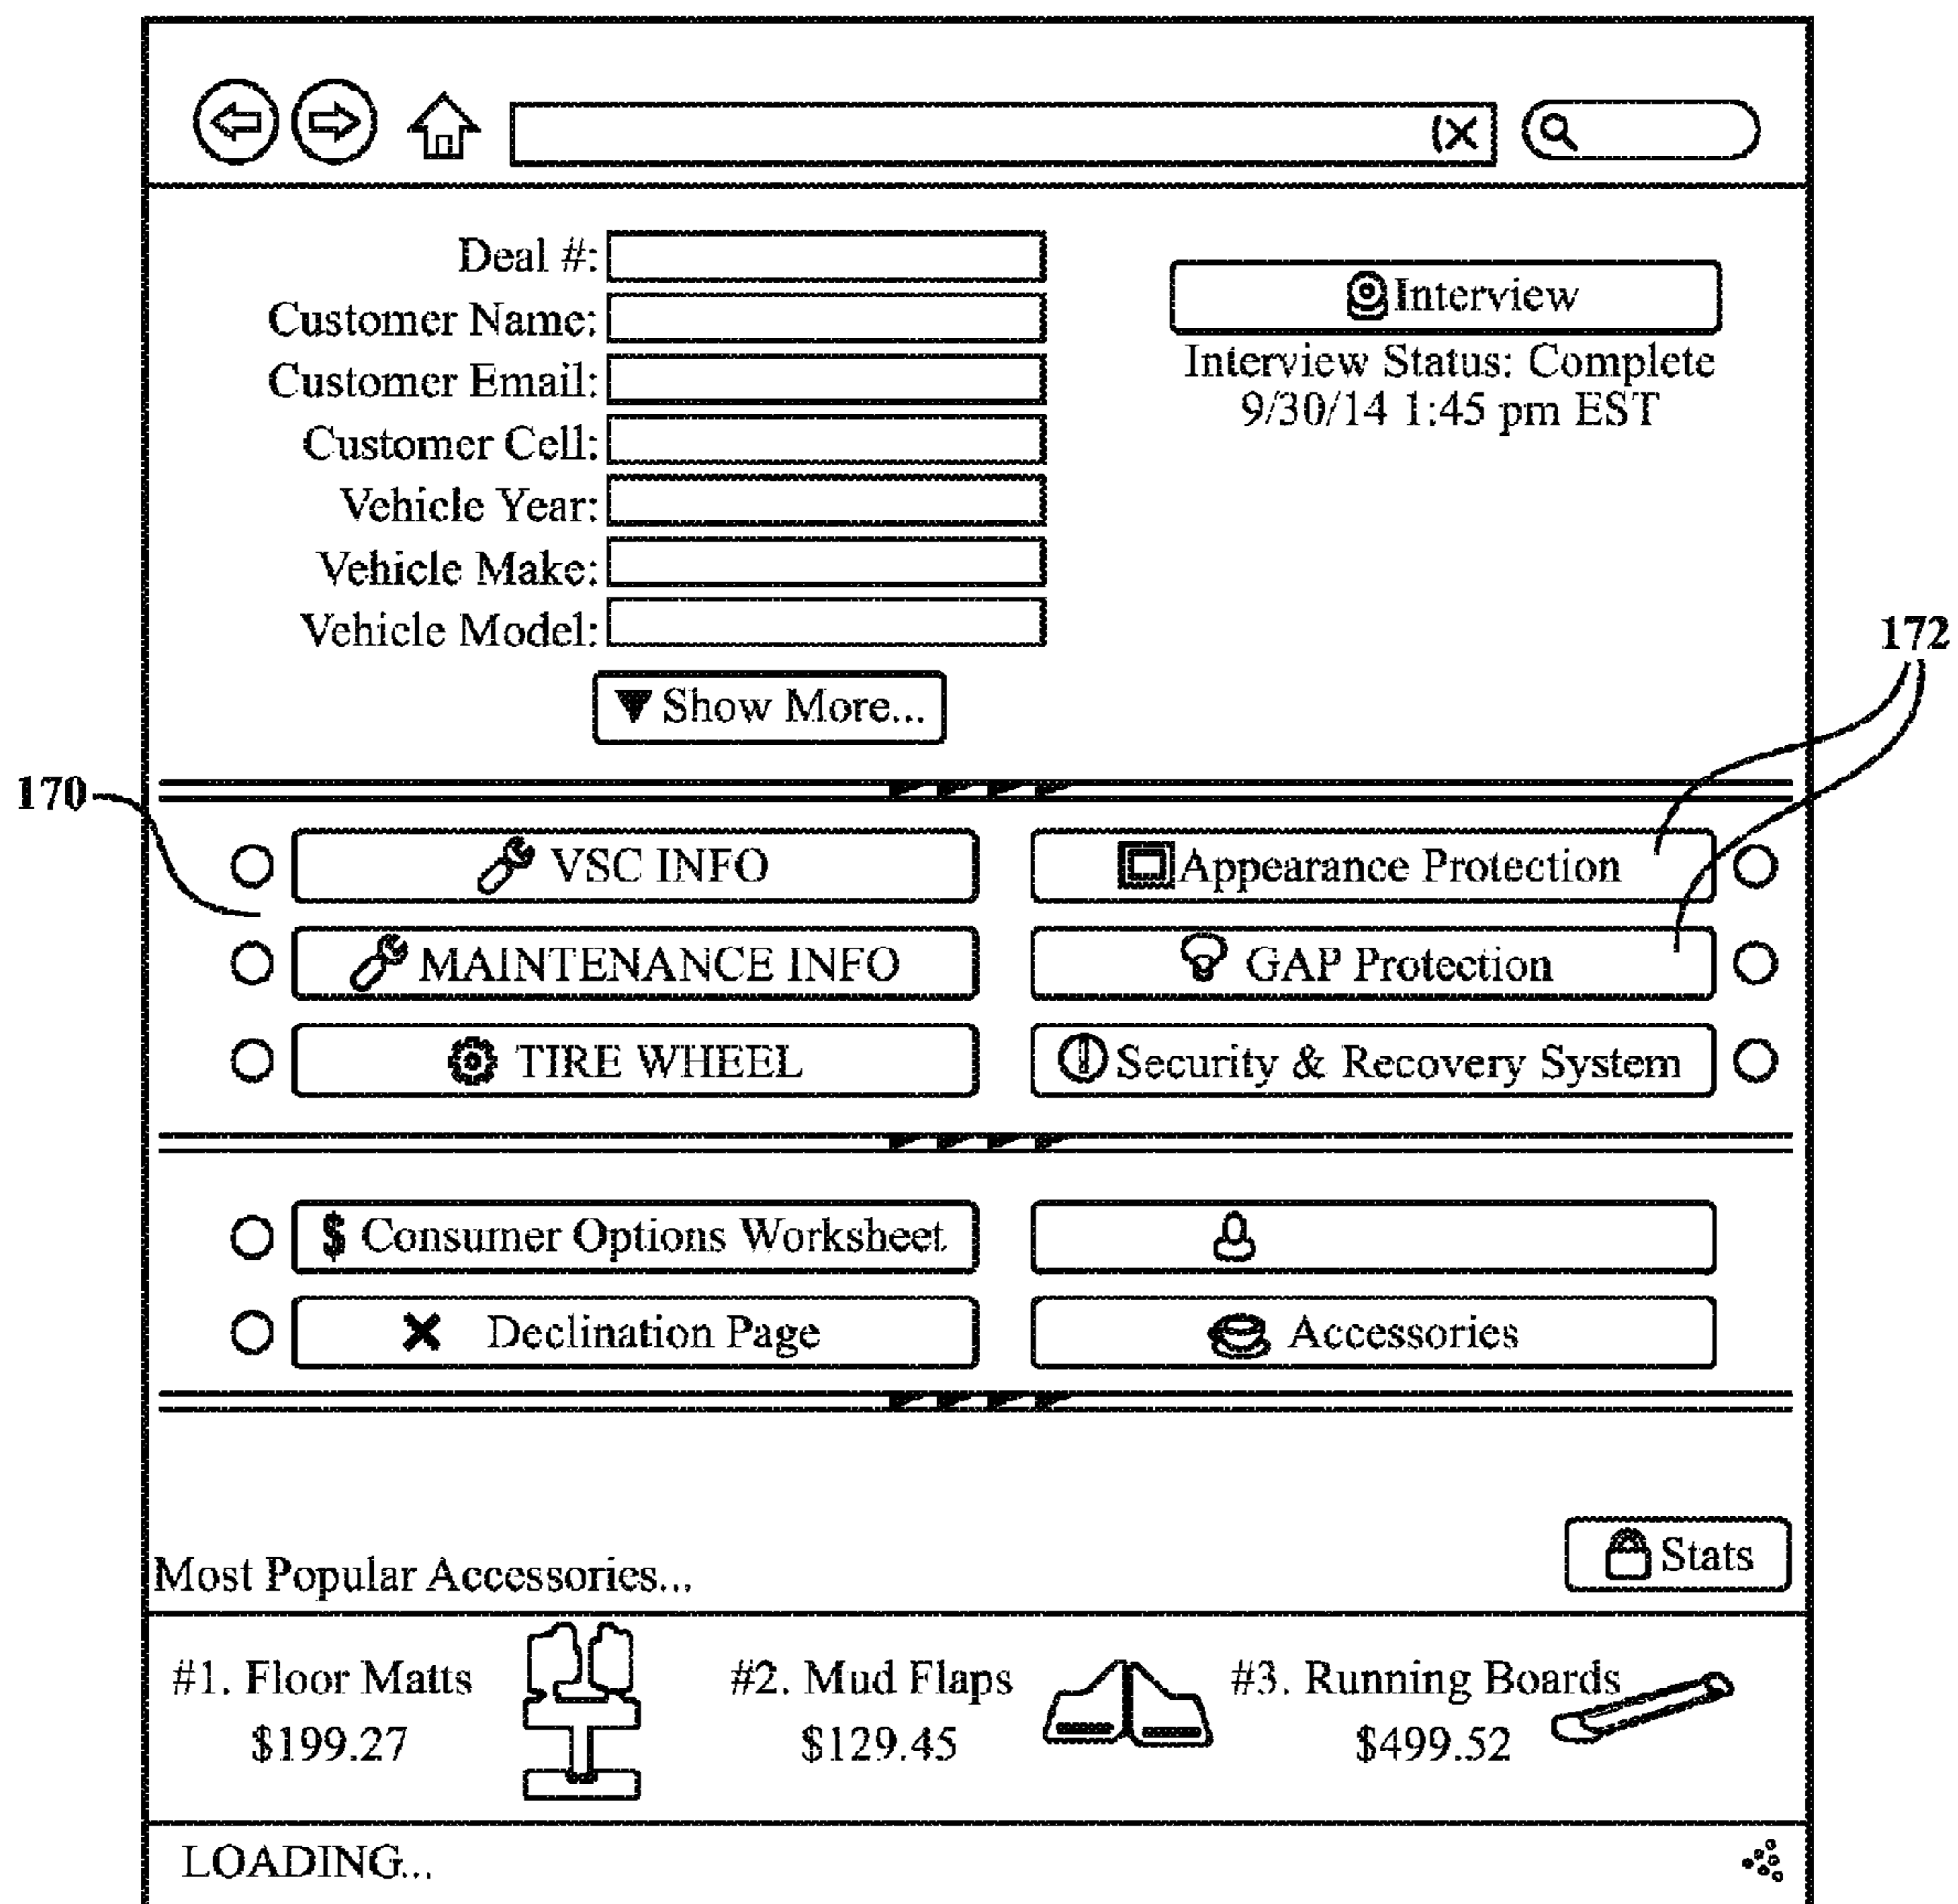 Deal #:
Interview
Customer Name:
Interview Status: Complete
Customer Email:
9/30/14 1:45 pm EST
Customer Cell:
Vehicle Year:
Vehicle Make:
Vehicle Model:
172
Show More...
170
VSC INFO
Appearance Protection
MAINTENANCE INFO
GAP Protection
TIRE WHEEL
Security & Recovery System
$ Consumer Options Worksheet
Declination Page
Accessories
Stats
Most Popular Accessories...
#1. Floor Matts
$199.27
#2. Mud Flaps
$129.45
#3. Running Boards
$499.52
LOADING...